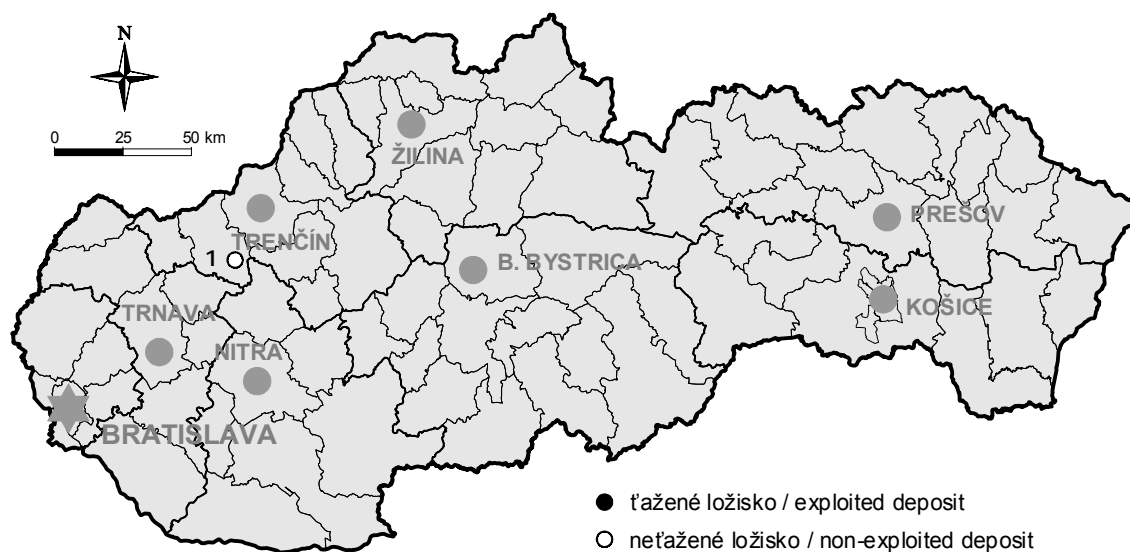 N
0 25 50 km
ŽILINA
PREŠOV
TRENČÍN
1
B. BYSTRICA
KOŠICE
TRNAVA
NITRA
BRATISLAVA
ťažené ložisko / exploited deposit
neťažené ložisko / non-exploited deposit